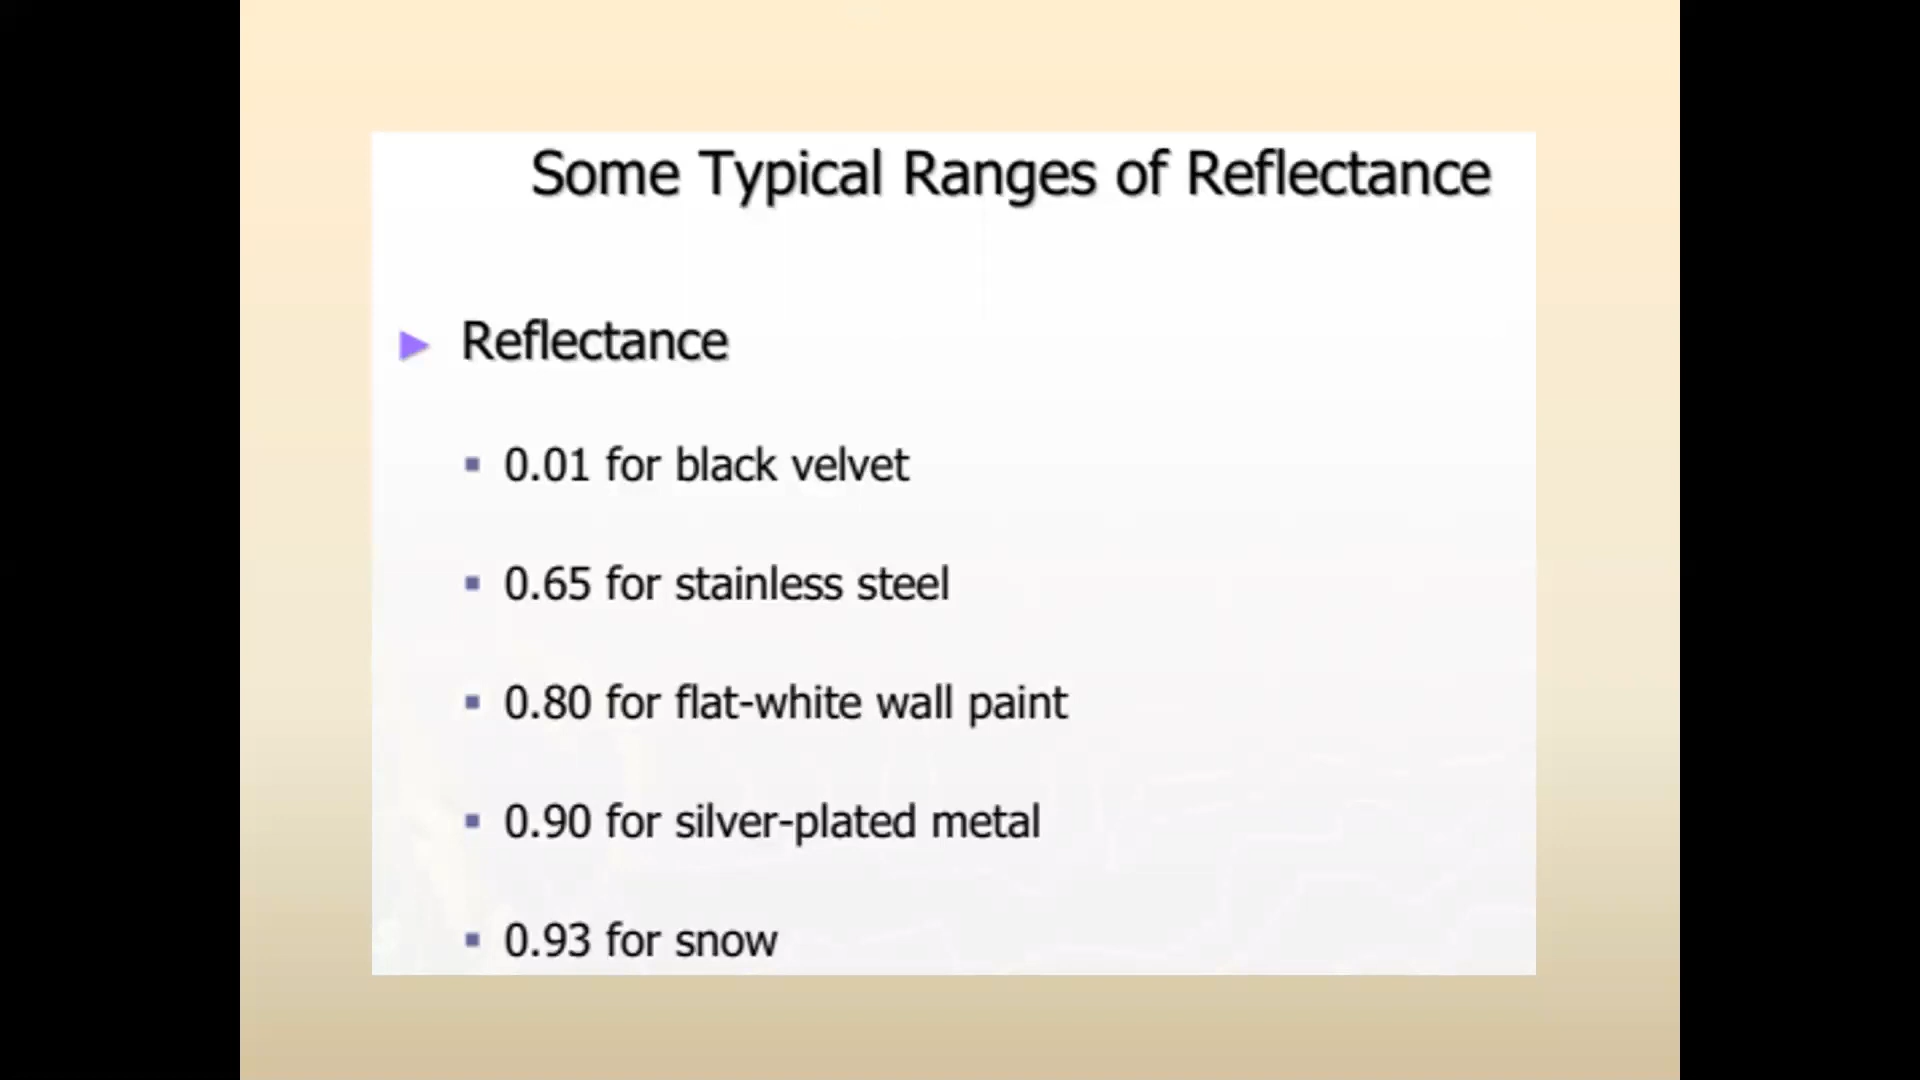 Some Typical Ranges of Reflectance
Reflectance
0.01 for black velvet
0.65 for stainless steel
0.80 for flat-white wall paint
0.90 for silver-plated metal
0.93 for snow